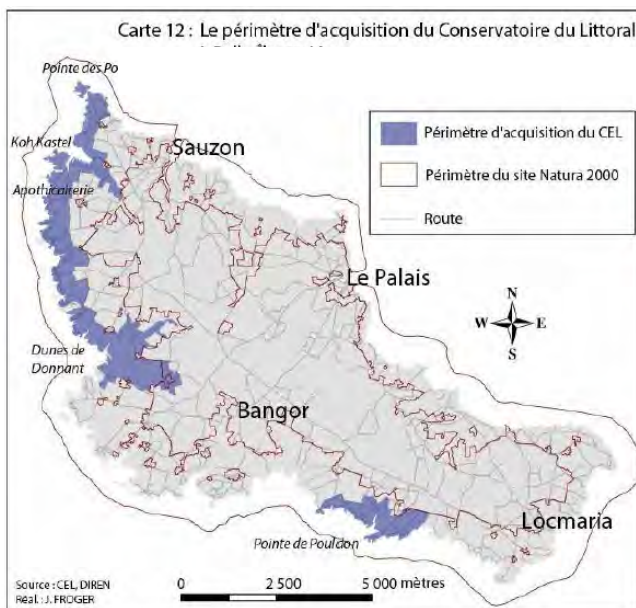 Carte 12 : Le périmètre d'acquisition du Conservatoire du Littoral
Pointe des Po
Koh Kastel
Sauzon
Apothicairerie
Périmètre d'acquisition du CEL
Périmètre du site Natura 2000
Route
Le Palais
N
W
E
S
Dunes de
Donnant
Bangor
Locmaria
Pointe de Pouldon
Source : CEL, DIREN
Réal : J. FROGER
0
2 500
5 000 mètres